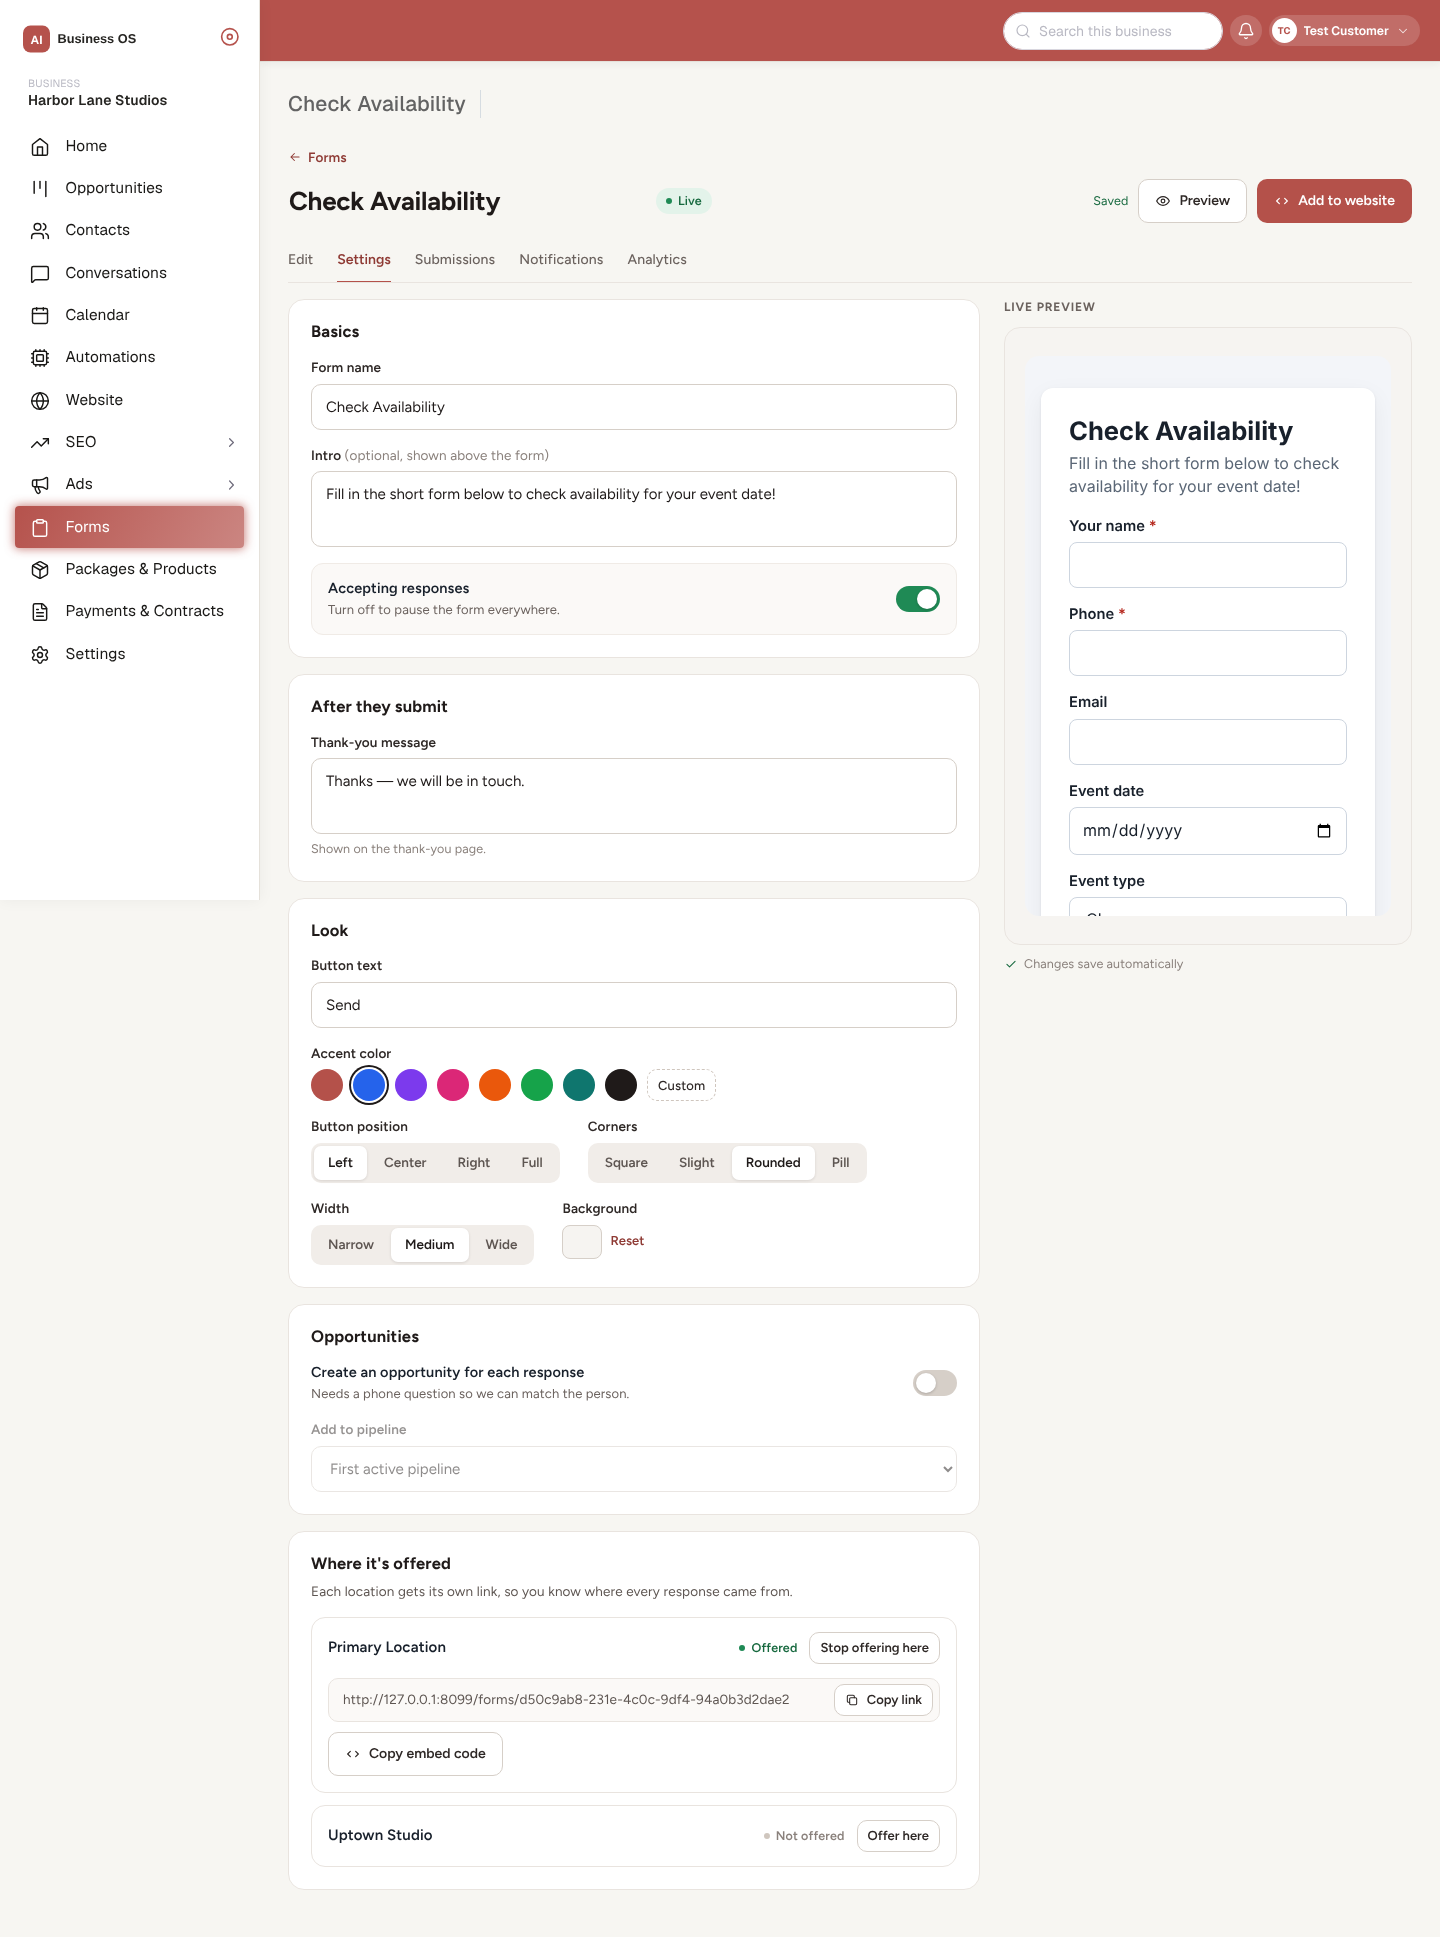 AI Business OS
BUSINESS
Harbor Lane Studios
Home
Opportunities
Contacts
Conversations
Calendar
Automations
Website
SEO
Ads
Forms
Packages & Products
Payments & Contracts
Settings
Search this business
TC Test Customer
Check Availability
Forms
Check Availability
Live
Saved
Preview
Add to website
Edit Settings Submissions Notifications Analytics
Basics
Form name
Check Availability
Intro (optional, shown above the form)
Fill in the short form below to check availability for your event date!
Accepting responses
Turn off to pause the form everywhere.
After they submit
Thank-you message
Thanks — we will be in touch.
Shown on the thank-you page.
Look
Button text
Send
Accent color
Custom
Button position
Left Center Right Full
Corners
Square Slight Rounded Pill
Width
Narrow Medium Wide
Background
Reset
Opportunities
Create an opportunity for each response
Needs a phone question so we can match the person.
Add to pipeline
First active pipeline
Where it's offered
Each location gets its own link, so you know where every response came from.
Primary Location
Offered
Stop offering here
http://127.0.0.1:8099/forms/d50c9ab8-231e-4c0c-9df4-94a0b3d2dae2
Copy link
Copy embed code
Uptown Studio
Not offered
Offer here
LIVE PREVIEW
Check Availability
Fill in the short form below to check
availability for your event date!
Your name *
Phone *
Email
Event date
mm/dd/yyyy
Event type
Changes save automatically